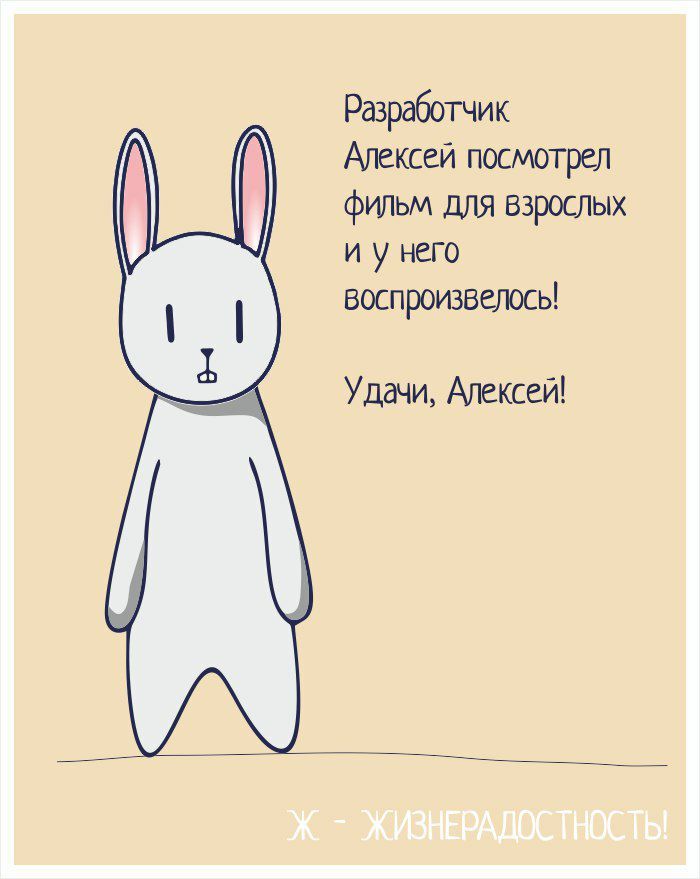 Разработчик
Алексей посмотрел
фильм для взрослых
и у него
воспроизвелось!
Удачи, Алексей!
Ж - ЖИЗНЕРАДОСТНОСТЬ!